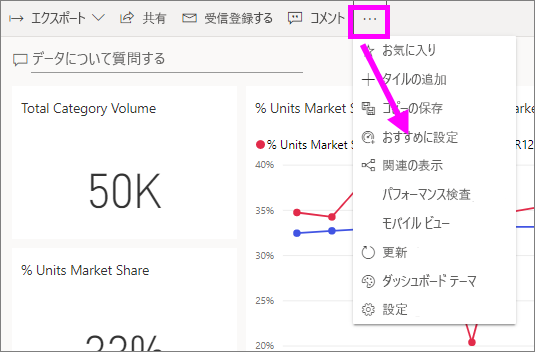 エクスポート 共有 受信登録する コメント ...
データについて質問する
お気に入り
タイルの追加
コピーの保存
おすすめに設定
関連の表示
パフォーマンス検査
モバイル ビュー
更新
ダッシュボード テーマ
設定
Total Category Volume
50K
% Units Market Share
% Units Market Sh
% Units Market S
R12
40%
35%
30%
25%
20%